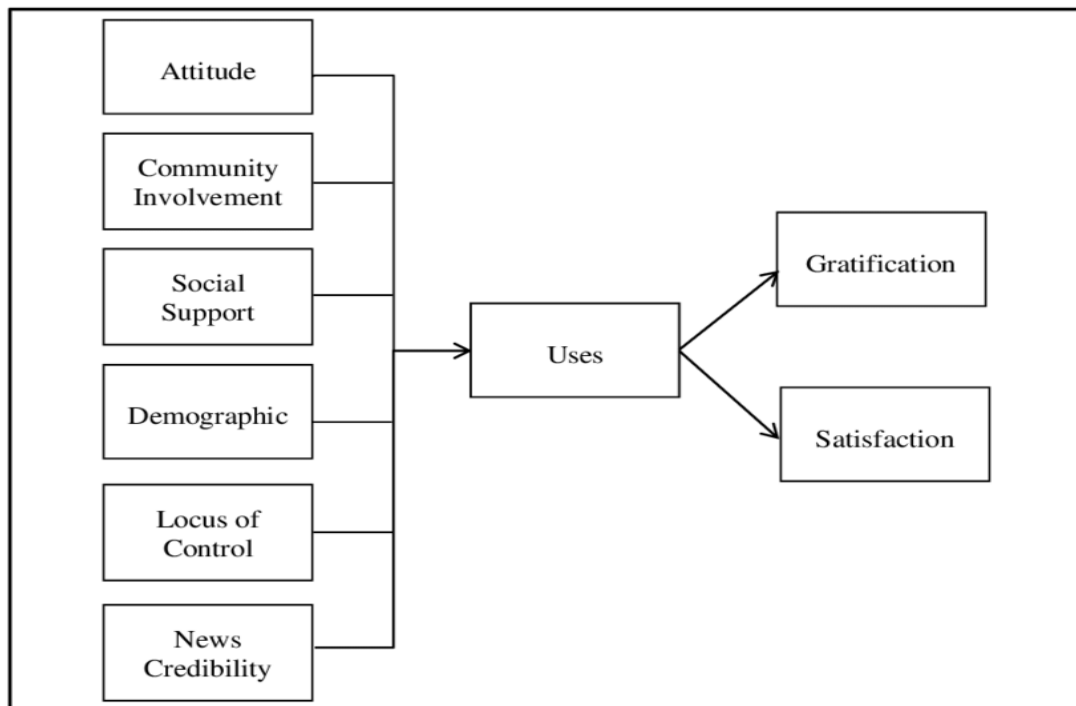 Attitude
Community
Involvement
Social
Support
Demographic
Locus of
Control
News
Credibility
Uses
Gratification
Satisfaction